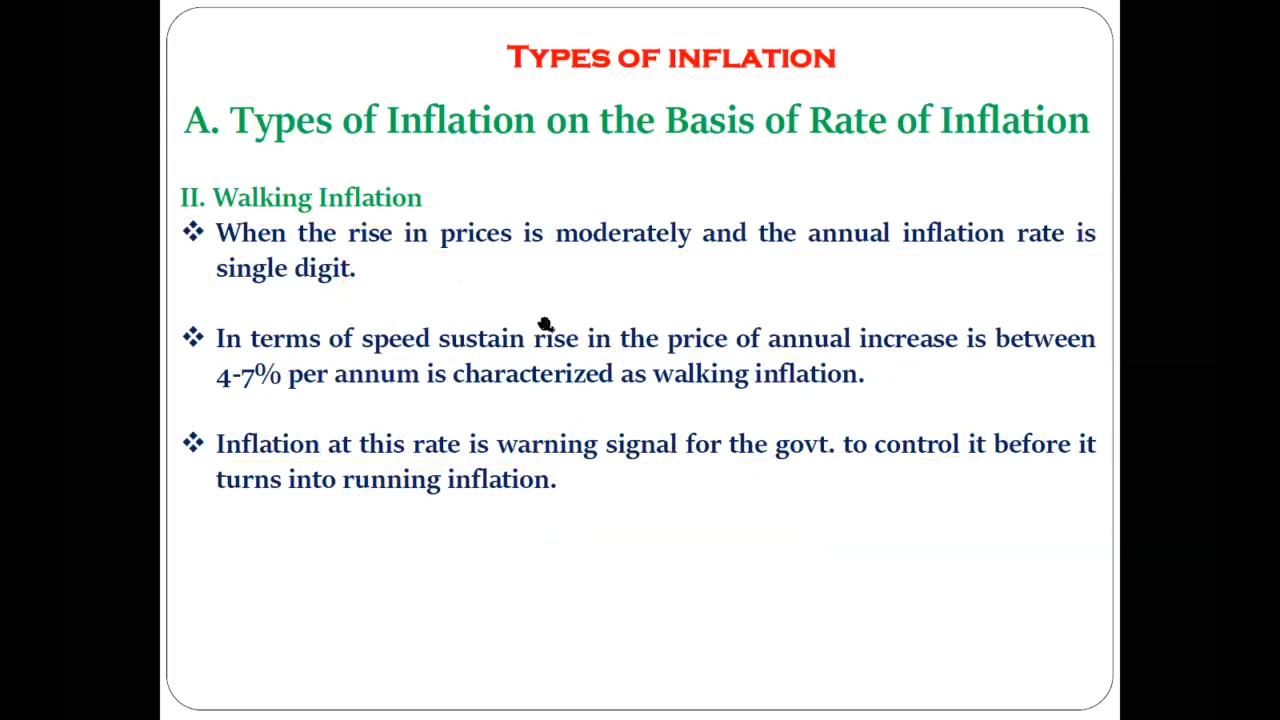 TYPES OF INFLATION
A. Types of Inflation on the Basis of Rate of Inflation
II. Walking Inflation
❖ When the rise in prices is moderately and the annual inflation rate is
single digit.
❖ In terms of speed sustain rise in the price of annual increase is between
4-7% per annum is characterized as walking inflation.
❖ Inflation at this rate is warning signal for the govt. to control it before it
turns into running inflation.